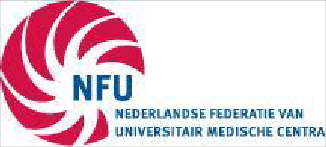 NFU
NEDERLANDSE FEDERATIE VAN
UNIVERSITAIR MEDISCHE CENTRA